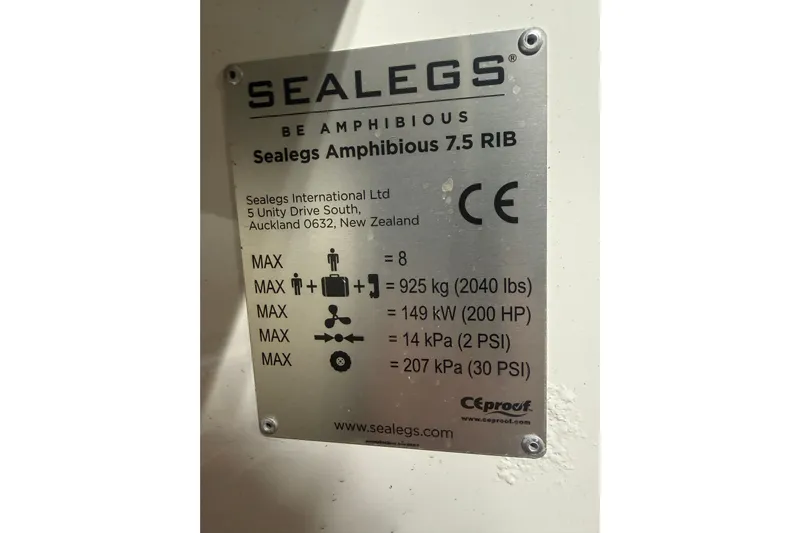 SEALEGS®
BE AMPHIBIOUS
Sealegs Amphibious 7.5 RIB
Sealegs International Ltd
5 Unity Drive South,
Auckland 0632, New Zealand
CE
MAX = 8
MAX + + = 925 kg (2040 lbs)
MAX = 149 kW (200 HP)
MAX = 14 kPa (2 PSI)
MAX = 207 kPa (30 PSI)
CEproof
www.ceproof.com
www.sealegs.com